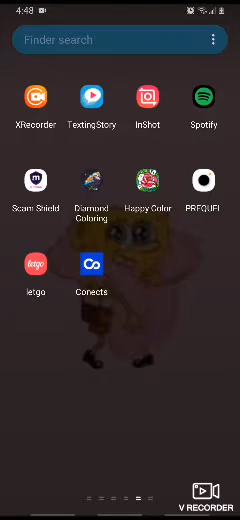 4:48
Finder search
XRecorder TextingStory InShot Spotify
Scam Shield Diamond Coloring Happy Color PREQUEL
letgo
letgo Conects
V RECORDER